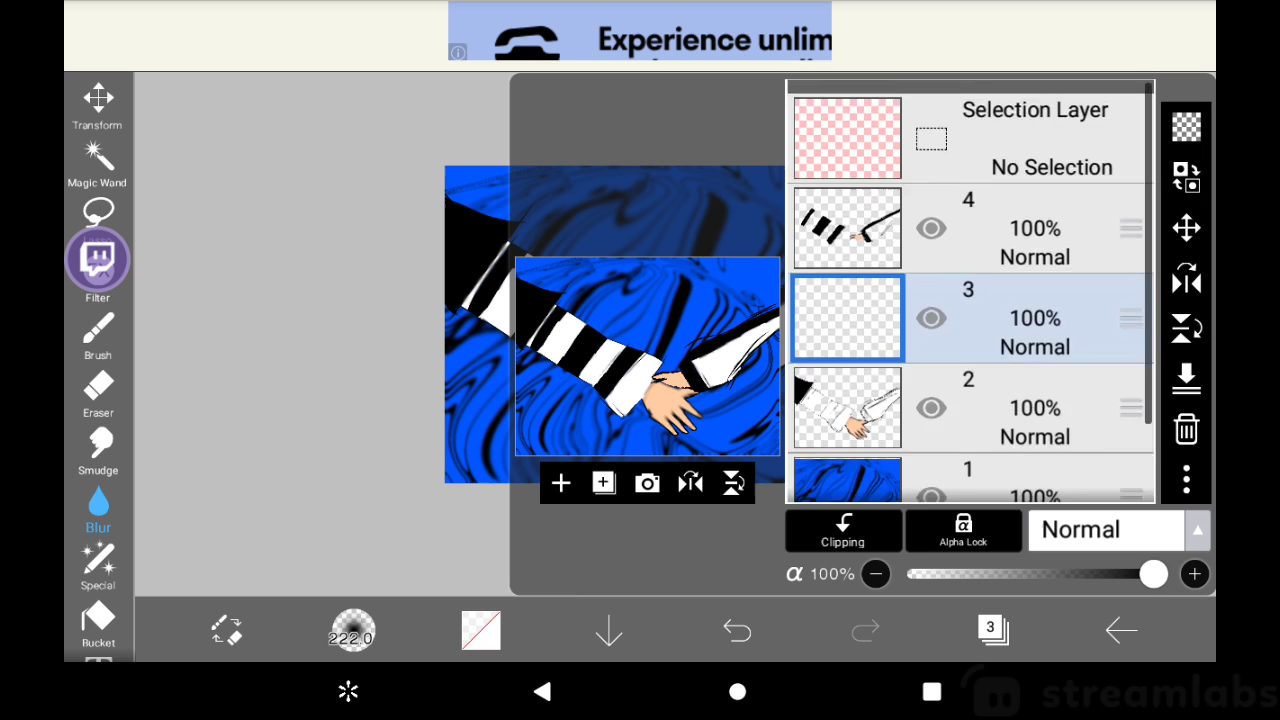 Experience unlim
Transform
Magic Wand
Filter
Brush
Eraser
Smudge
Blur
Special
Bucket
Selection Layer
No Selection
4
100%
Normal
3
100%
Normal
2
100%
Normal
1
100%
Clipping
Alpha Lock
Normal
α 100%
222.0
3
streamlabs